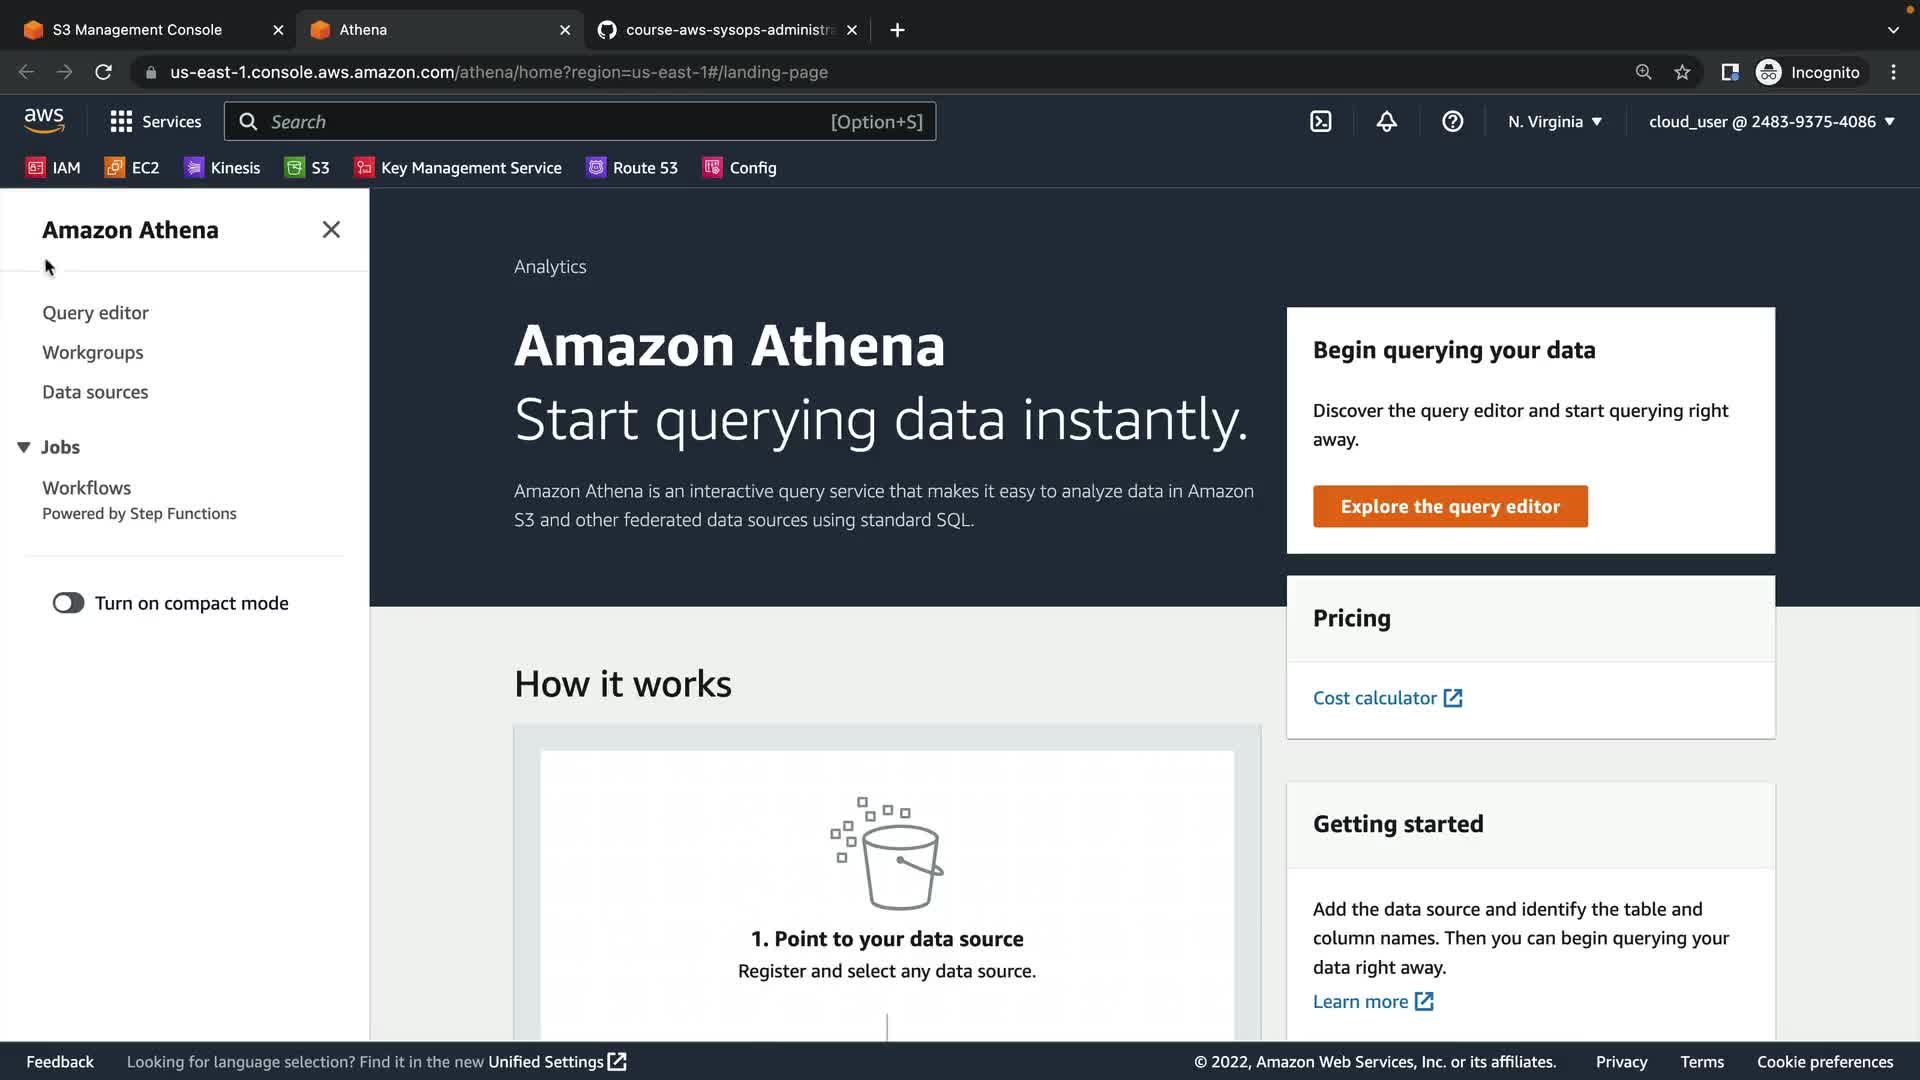 S3 Management Console
Athena
course-aws-sysops-administra
us-east-1.console.aws.amazon.com/athena/home?region=us-east-1#/landing-page
Incognito
aws
Services
Search
[Option+S]
N. Virginia
cloud_user @ 2483-9375-4086
IAM
EC2
Kinesis
S3
Key Management Service
Route 53
Config
Amazon Athena
Query editor
Workgroups
Data sources
Jobs
Workflows
Powered by Step Functions
Turn on compact mode
Analytics
Amazon Athena
Start querying data instantly.
Amazon Athena is an interactive query service that makes it easy to analyze data in Amazon
S3 and other federated data sources using standard SQL.
Begin querying your data
Discover the query editor and start querying right
away.
Explore the query editor
Pricing
Cost calculator
How it works
1. Point to your data source
Register and select any data source.
Getting started
Add the data source and identify the table and
column names. Then you can begin querying your
data right away.
Learn more
Feedback
Looking for language selection? Find it in the new Unified Settings
© 2022, Amazon Web Services, Inc. or its affiliates.
Privacy
Terms
Cookie preferences